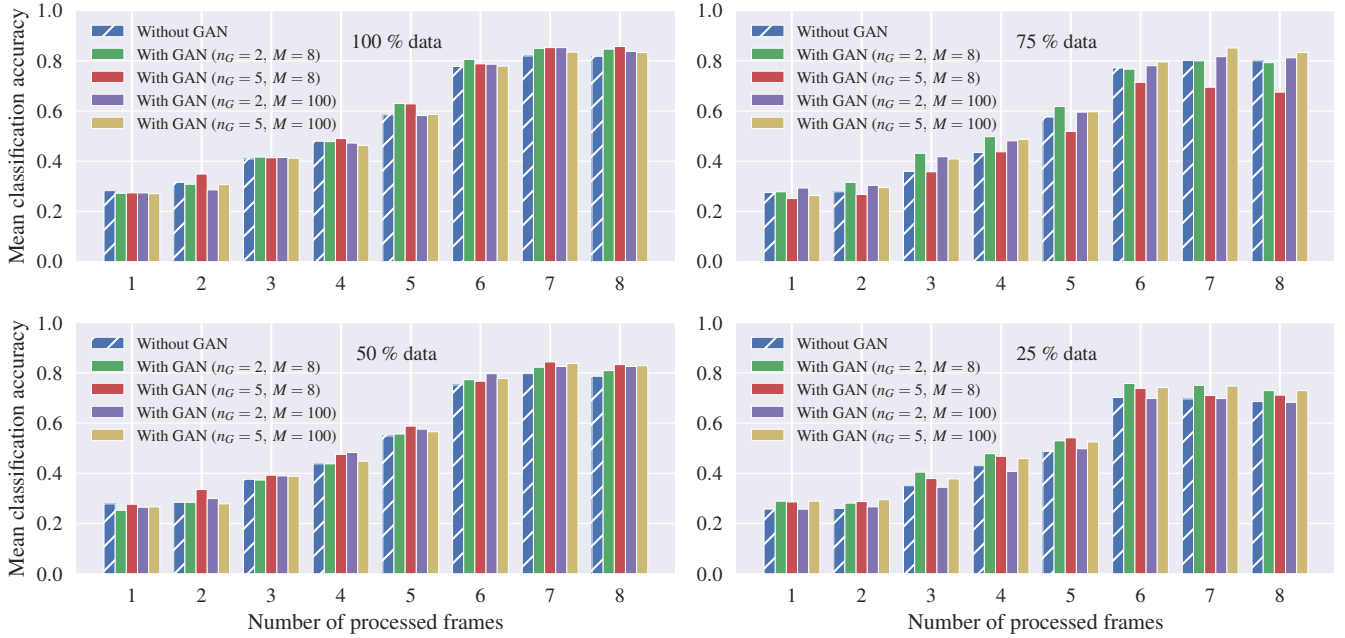 Mean classification accuracy
1.0
0.8
0.6
0.4
0.2
0.0
Without GAN
With GAN (n_G = 2, M = 8)
With GAN (n_G = 5, M = 8)
With GAN (n_G = 2, M = 100)
With GAN (n_G = 5, M = 100)
100 % data
1 2 3 4 5 6 7 8
Mean classification accuracy
1.0
0.8
0.6
0.4
0.2
0.0
Without GAN
With GAN (n_G = 2, M = 8)
With GAN (n_G = 5, M = 8)
With GAN (n_G = 2, M = 100)
With GAN (n_G = 5, M = 100)
75 % data
1 2 3 4 5 6 7 8
Mean classification accuracy
1.0
0.8
0.6
0.4
0.2
0.0
Without GAN
With GAN (n_G = 2, M = 8)
With GAN (n_G = 5, M = 8)
With GAN (n_G = 2, M = 100)
With GAN (n_G = 5, M = 100)
50 % data
1 2 3 4 5 6 7 8
Number of processed frames
Mean classification accuracy
1.0
0.8
0.6
0.4
0.2
0.0
Without GAN
With GAN (n_G = 2, M = 8)
With GAN (n_G = 5, M = 8)
With GAN (n_G = 2, M = 100)
With GAN (n_G = 5, M = 100)
25 % data
1 2 3 4 5 6 7 8
Number of processed frames